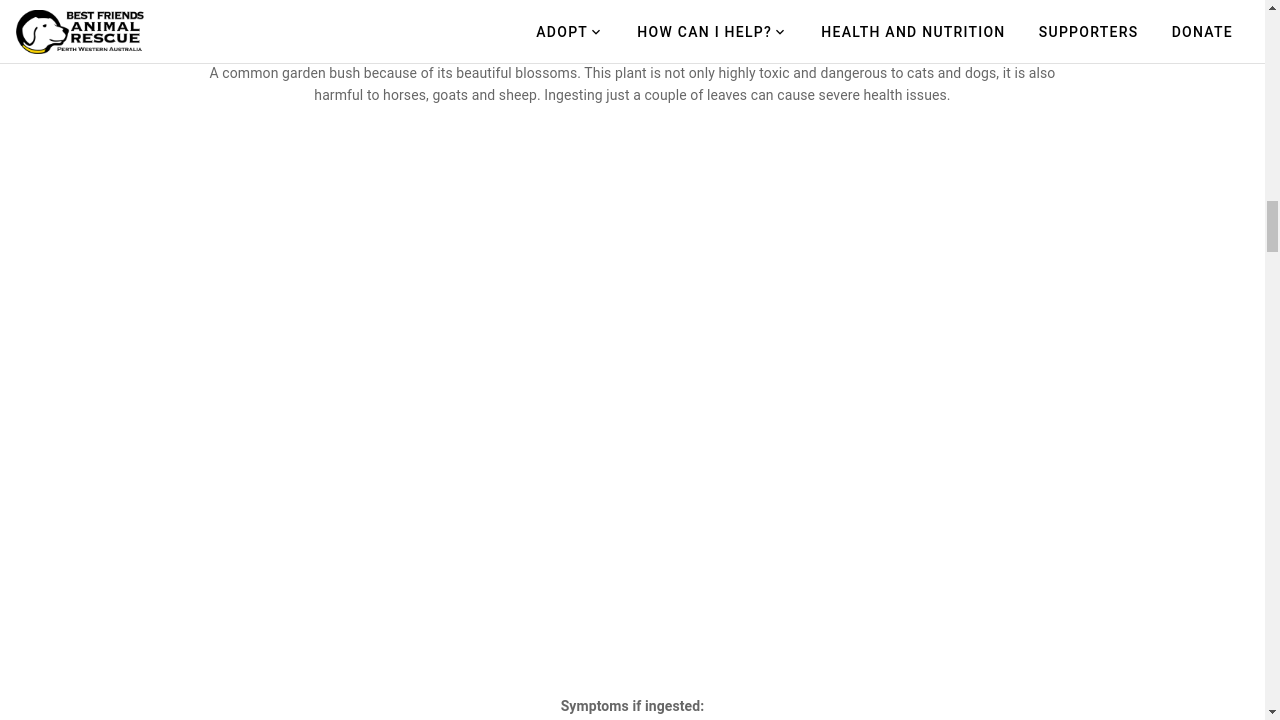 BEST FRIENDS
ANIMAL
RESCUE
PERTH WESTERN AUSTRALIA
ADOPT
HOW CAN I HELP?
HEALTH AND NUTRITION
SUPPORTERS
DONATE
A common garden bush because of its beautiful blossoms. This plant is not only highly toxic and dangerous to cats and dogs, it is also
harmful to horses, goats and sheep. Ingesting just a couple of leaves can cause severe health issues.
Symptoms if ingested: